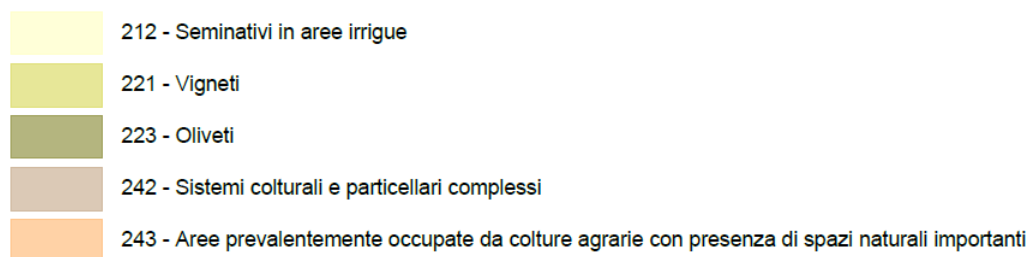 212 - Seminativi in aree irrigue
221 - Vigneti
223 - Oliveti
242 - Sistemi colturali e particellari complessi
243 - Aree prevalentemente occupate da colture agrarie con presenza di spazi naturali importanti